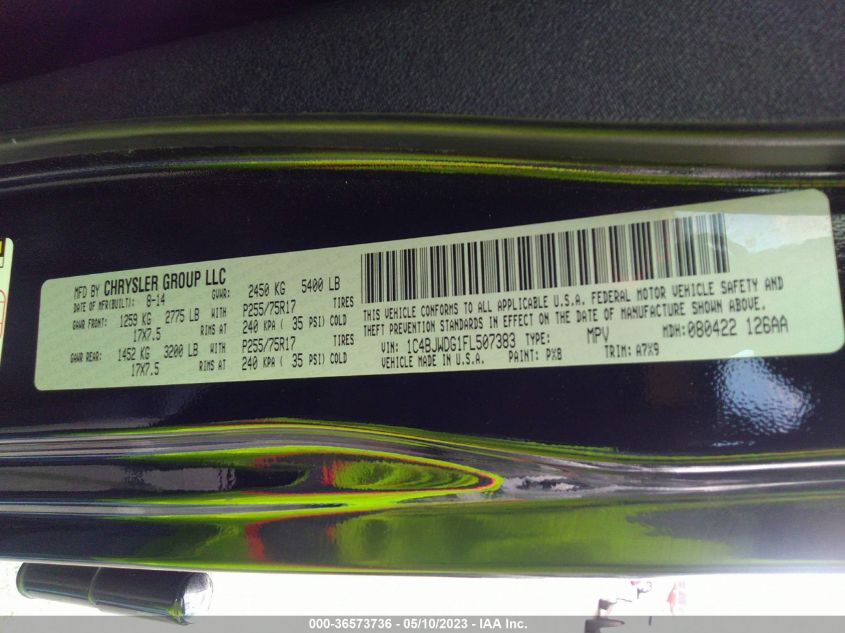 MFD BY CHRYSLER GROUP LLC
DATE OF MFR(BUILT): 8-14 GVWR: 2450 KG 5400 LB
GAWR FRONT: 1259 KG 2775 LB WITH P255/75R17 TIRES
17X7.5 RIMS AT 240 KPA ( 35 PSI) COLD
GAWR REAR: 1452 KG 3200 LB WITH P255/75R17 TIRES
17X7.5 RIMS AT 240 KPA ( 35 PSI) COLD
THIS VEHICLE CONFORMS TO ALL APPLICABLE U.S.A. FEDERAL MOTOR VEHICLE SAFETY AND
THEFT PREVENTION STANDARDS IN EFFECT ON THE DATE OF MANUFACTURE SHOWN ABOVE.
VIN: 1C4BJWDG1FL507383 TYPE: MPV MDH: 080422 126AA
VEHICLE MADE IN U.S.A. PAINT: PX8 TRIM: A7X9
000-36573736 - 05/10/2023 - IAA Inc.